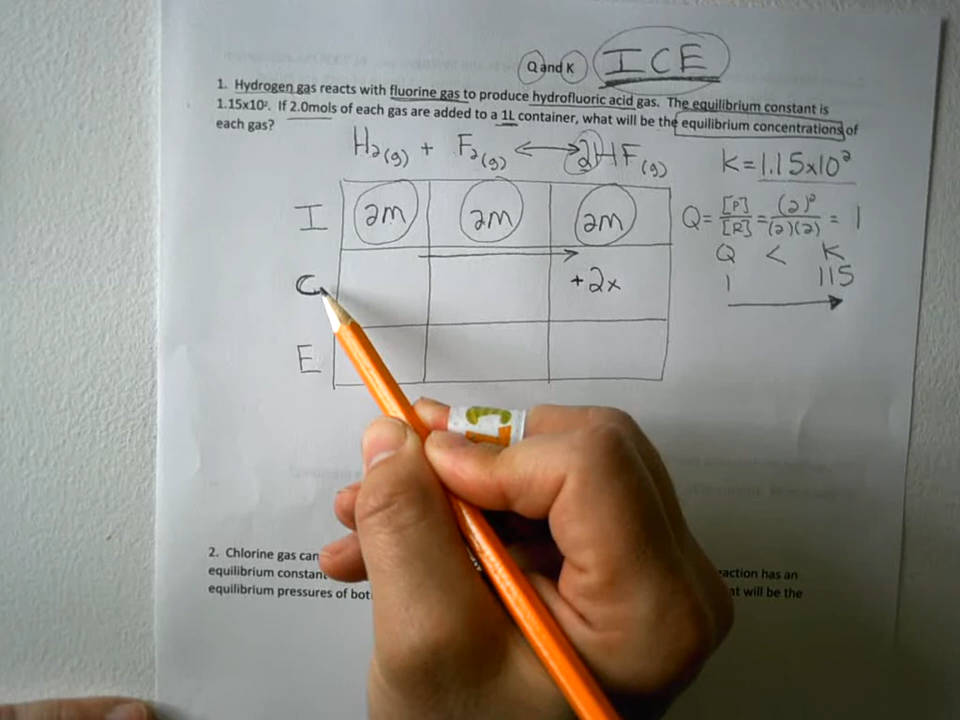 Q and K ICE
1. Hydrogen gas reacts with fluorine gas to produce hydrofluoric acid gas. The equilibrium constant is
1.15x10². If 2.0mols of each gas are added to a 1L container, what will be the equilibrium concentrations of
each gas?
H₂(g) + F₂(g) ⟷ 2HF(g)
K = 1.15x10²
I 2M 2M 2M
Q = [P]/[R] = (2)²/(2)(2) = 1
Q < K
1 115
C +2x
E
2. Chlorine gas can
equilibrium constant
equilibrium pressures of
action has an
will be the